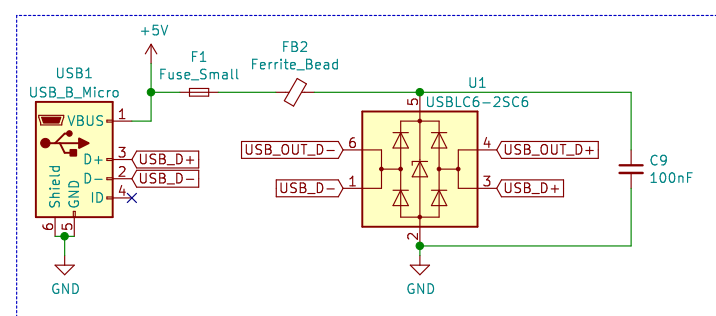 +5V
USB1
USB_B_Micro
F1
Fuse_Small
FB2
Ferrite_Bead
U1
USBLC6-2SC6
VBUS 1
D+ 3 USB_D+
D- 2 USB_D-
ID 4
Shield
GND
6
5
GND
5
USB_OUT_D- 6
4 USB_OUT_D+
USB_D- 1
3 USB_D+
2
GND
C9
100nF